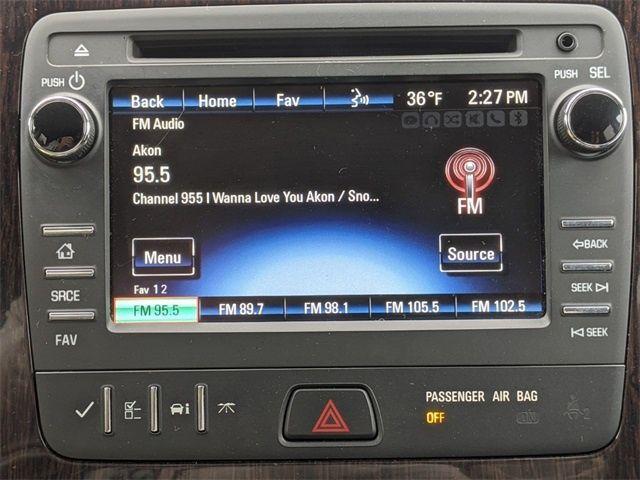 PUSH
PUSH SEL
Back Home Fav 36°F 2:27 PM
FM Audio
Akon
95.5
Channel 955 I Wanna Love You Akon / Sno...
FM
Menu
Source
Fav 1 2
FM 95.5 FM 89.7 FM 98.1 FM 105.5 FM 102.5
SRCE
FAV
BACK
SEEK
SEEK
PASSENGER AIR BAG
OFF
ON
2